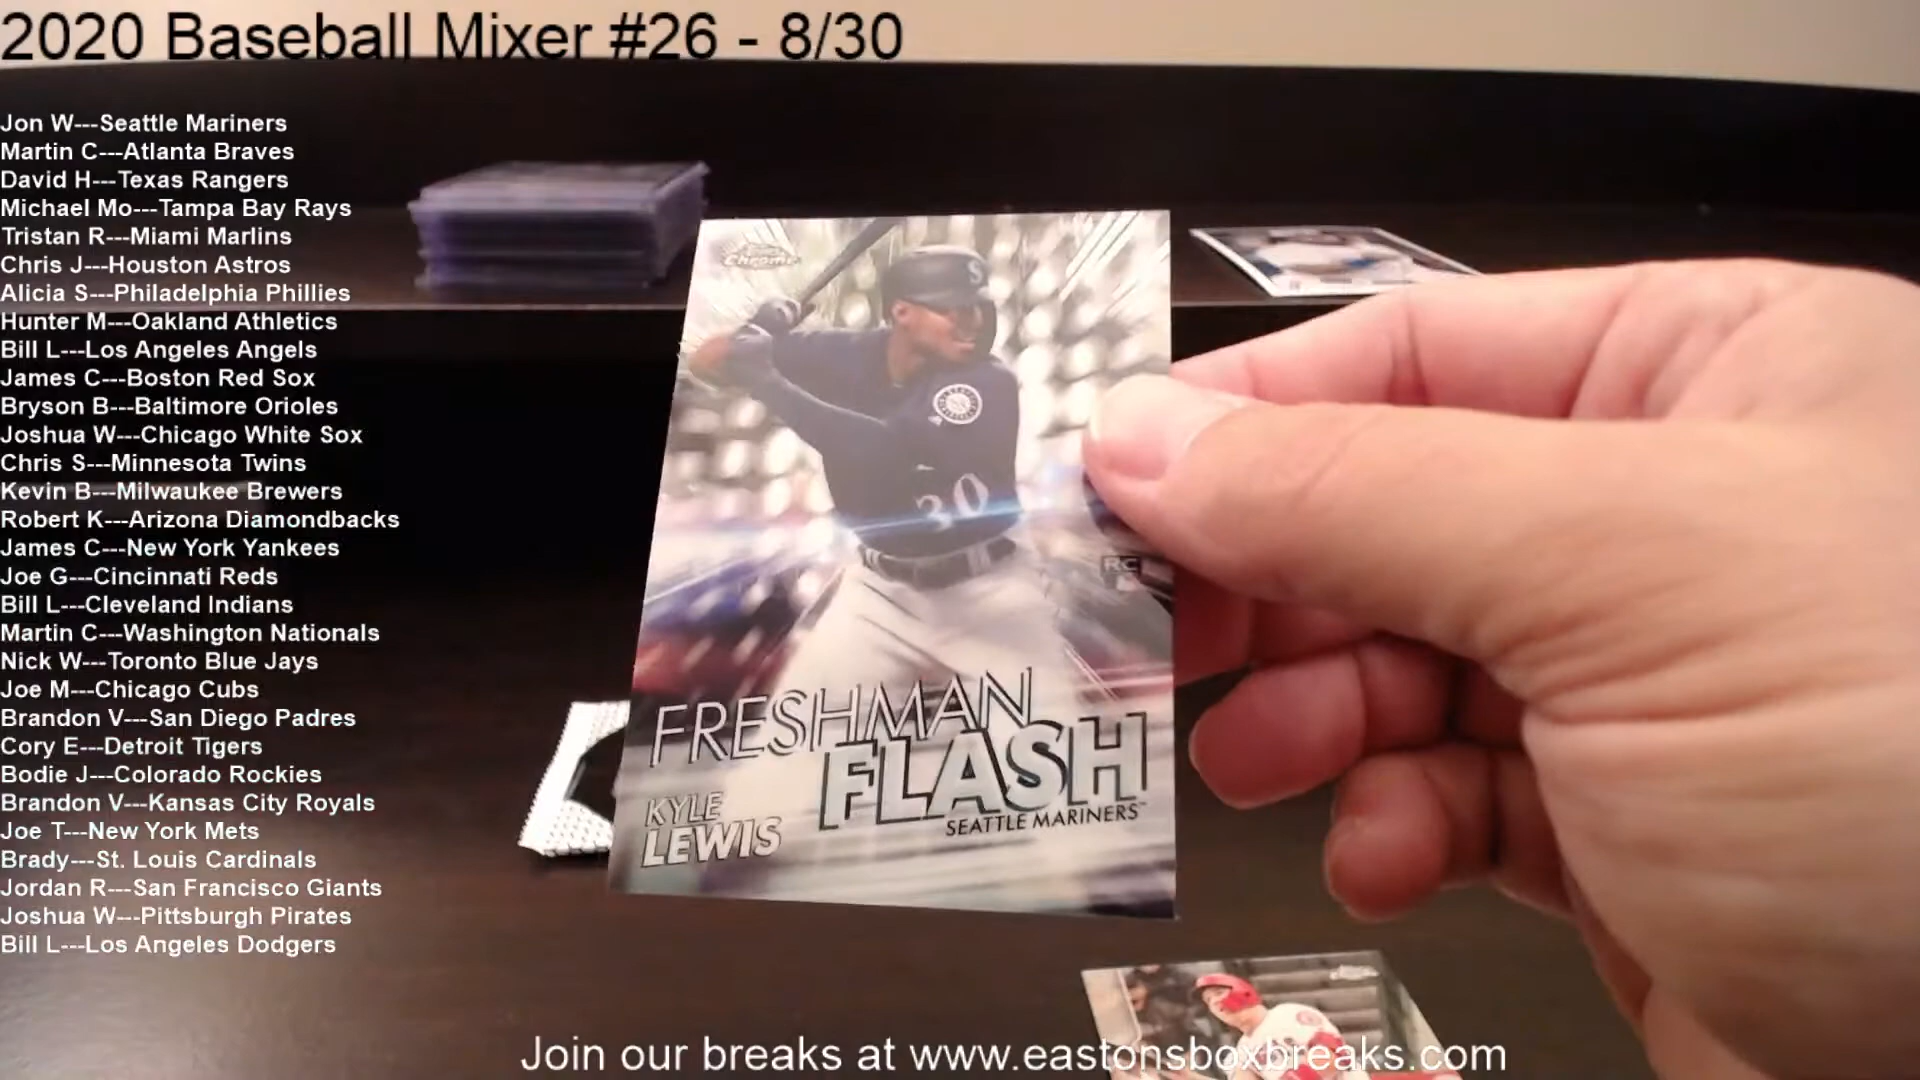 2020 Baseball Mixer #26 - 8/30
Jon W---Seattle Mariners
Martin C---Atlanta Braves
David H---Texas Rangers
Michael Mo---Tampa Bay Rays
Tristan R---Miami Marlins
Chris J---Houston Astros
Alicia S---Philadelphia Phillies
Hunter M---Oakland Athletics
Bill L---Los Angeles Angels
James C---Boston Red Sox
Bryson B---Baltimore Orioles
Joshua W---Chicago White Sox
Chris S---Minnesota Twins
Kevin B---Milwaukee Brewers
Robert K---Arizona Diamondbacks
James C---New York Yankees
Joe G---Cincinnati Reds
Bill L---Cleveland Indians
Martin C---Washington Nationals
Nick W---Toronto Blue Jays
Joe M---Chicago Cubs
Brandon V---San Diego Padres
Cory E---Detroit Tigers
Bodie J---Colorado Rockies
Brandon V---Kansas City Royals
Joe T---New York Mets
Brady---St. Louis Cardinals
Jordan R---San Francisco Giants
Joshua W---Pittsburgh Pirates
Bill L---Los Angeles Dodgers
Chrome
S
30
RC
FRESHMAN
FLASH
KYLE
LEWIS
SEATTLE MARINERS™
Join our breaks at www.eastonsboxbreaks.com